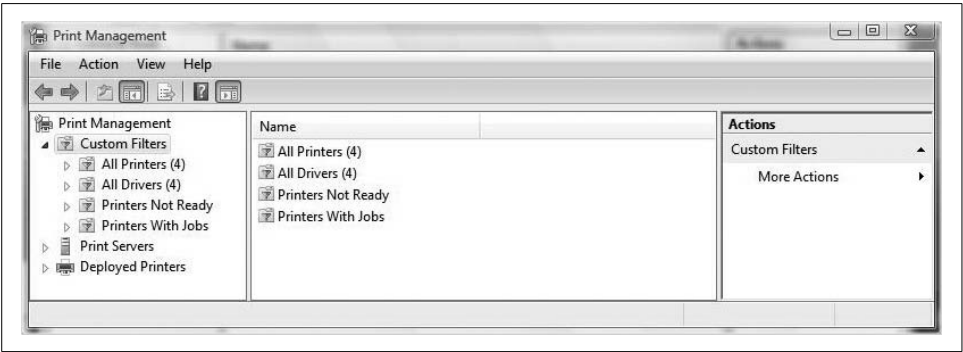 Print Management
File Action View Help
Print Management
Custom Filters
All Printers (4)
All Drivers (4)
Printers Not Ready
Printers With Jobs
Print Servers
Deployed Printers
Name
All Printers (4)
All Drivers (4)
Printers Not Ready
Printers With Jobs
Actions
Custom Filters
More Actions